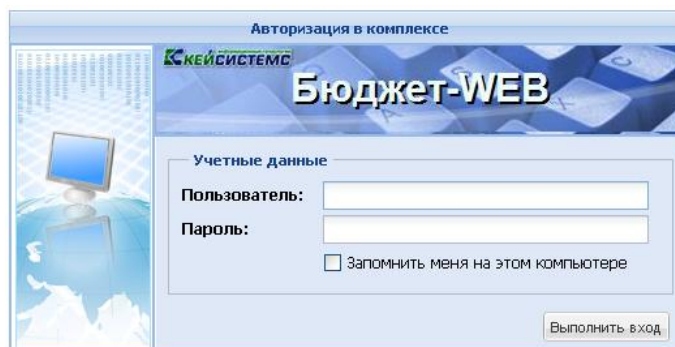 Авторизация в комплексе
КЕЙСИСТЕМС
Бюджет-WEB
Учетные данные
Пользователь:
Пароль:
Запомнить меня на этом компьютере
Выполнить вход